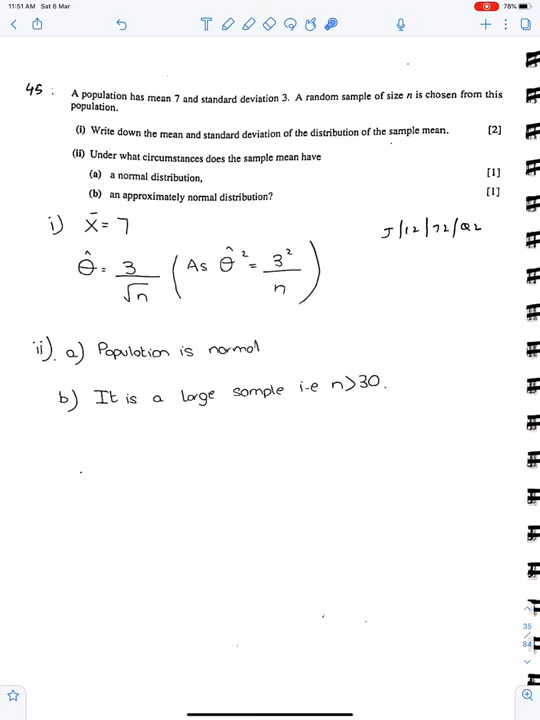 11:51 AM Sat 6 Mar
78%
45.
A population has mean 7 and standard deviation 3. A random sample of size n is chosen from this
population.
(i) Write down the mean and standard deviation of the distribution of the sample mean. [2]
(ii) Under what circumstances does the sample mean have
(a) a normal distribution, [1]
(b) an approximately normal distribution? [1]
J/12/72/Q2
i) x̄ = 7
θ̂ = 3/√n (As θ̂² = 3²/n)
ii). a) Population is normal
b) It is a large sample i-e n>30.
35
/
84